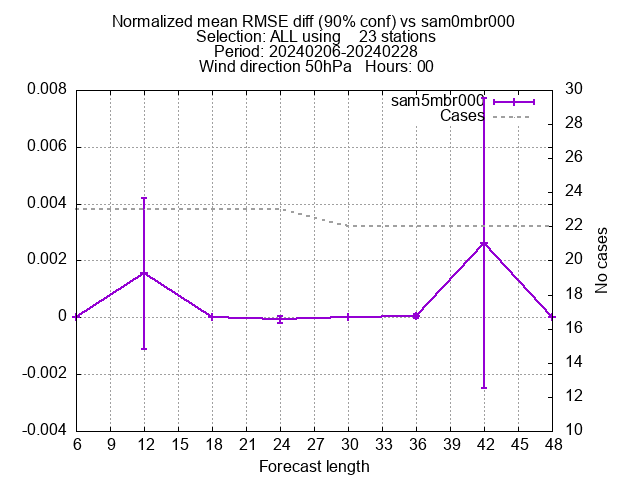 Normalized mean RMSE diff (90% conf) vs sam0mbr000
Selection: ALL using    23 stations
Period: 20240206-20240228
Wind direction 50hPa   Hours: 00
sam5mbr000
Cases
0.008
0.006
0.004
0.002
0
-0.002
-0.004
30
28
26
24
22
20
18
16
14
12
10
No cases
6 9 12 15 18 21 24 27 30 33 36 39 42 45 48
Forecast length